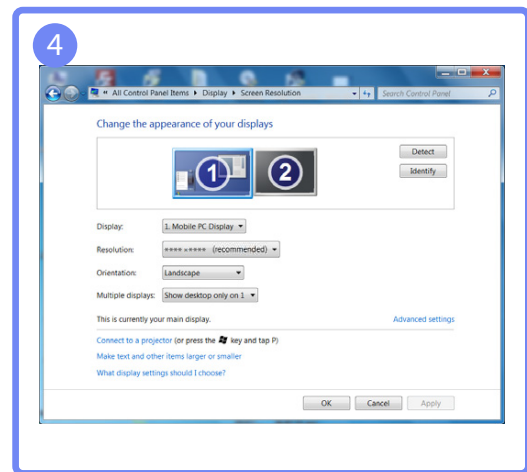 4
« All Control Panel Items ▸ Display ▸ Screen Resolution
Search Control Panel
Change the appearance of your displays
1
2
Detect
Identify
Display: 1. Mobile PC Display
Resolution: **** × **** (recommended)
Orientation: Landscape
Multiple displays: Show desktop only on 1
This is currently your main display.
Advanced settings
Connect to a projector (or press the key and tap P)
Make text and other items larger or smaller
What display settings should I choose?
OK
Cancel
Apply